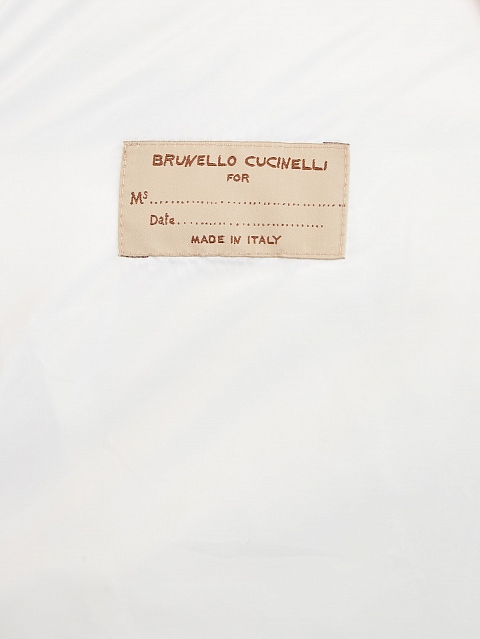 BRUNELLO CUCINELLI
FOR
Ms..............................................
Date.................................
MADE IN ITALY